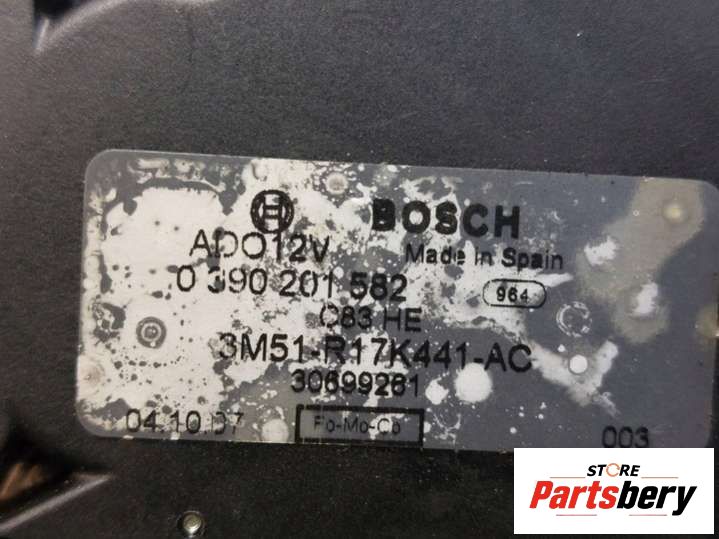 BOSCH
ADO12V
Made in Spain
0 390 201 582
964
C83 HE
3M51-R17K441-AC
30699281
04.10.07
Fo-Mo-Co
003
STORE
Partsbery